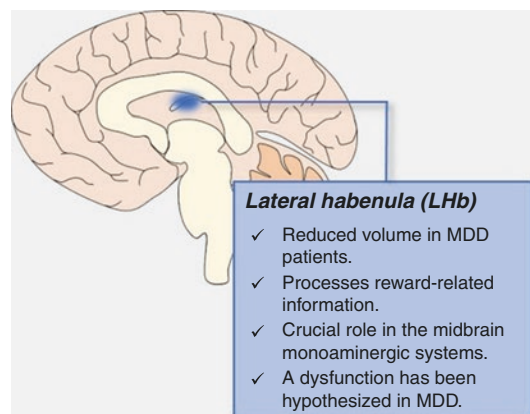 Lateral habenula (LHb)
✓ Reduced volume in MDD
patients.
✓ Processes reward-related
information.
✓ Crucial role in the midbrain
monoaminergic systems.
✓ A dysfunction has been
hypothesized in MDD.